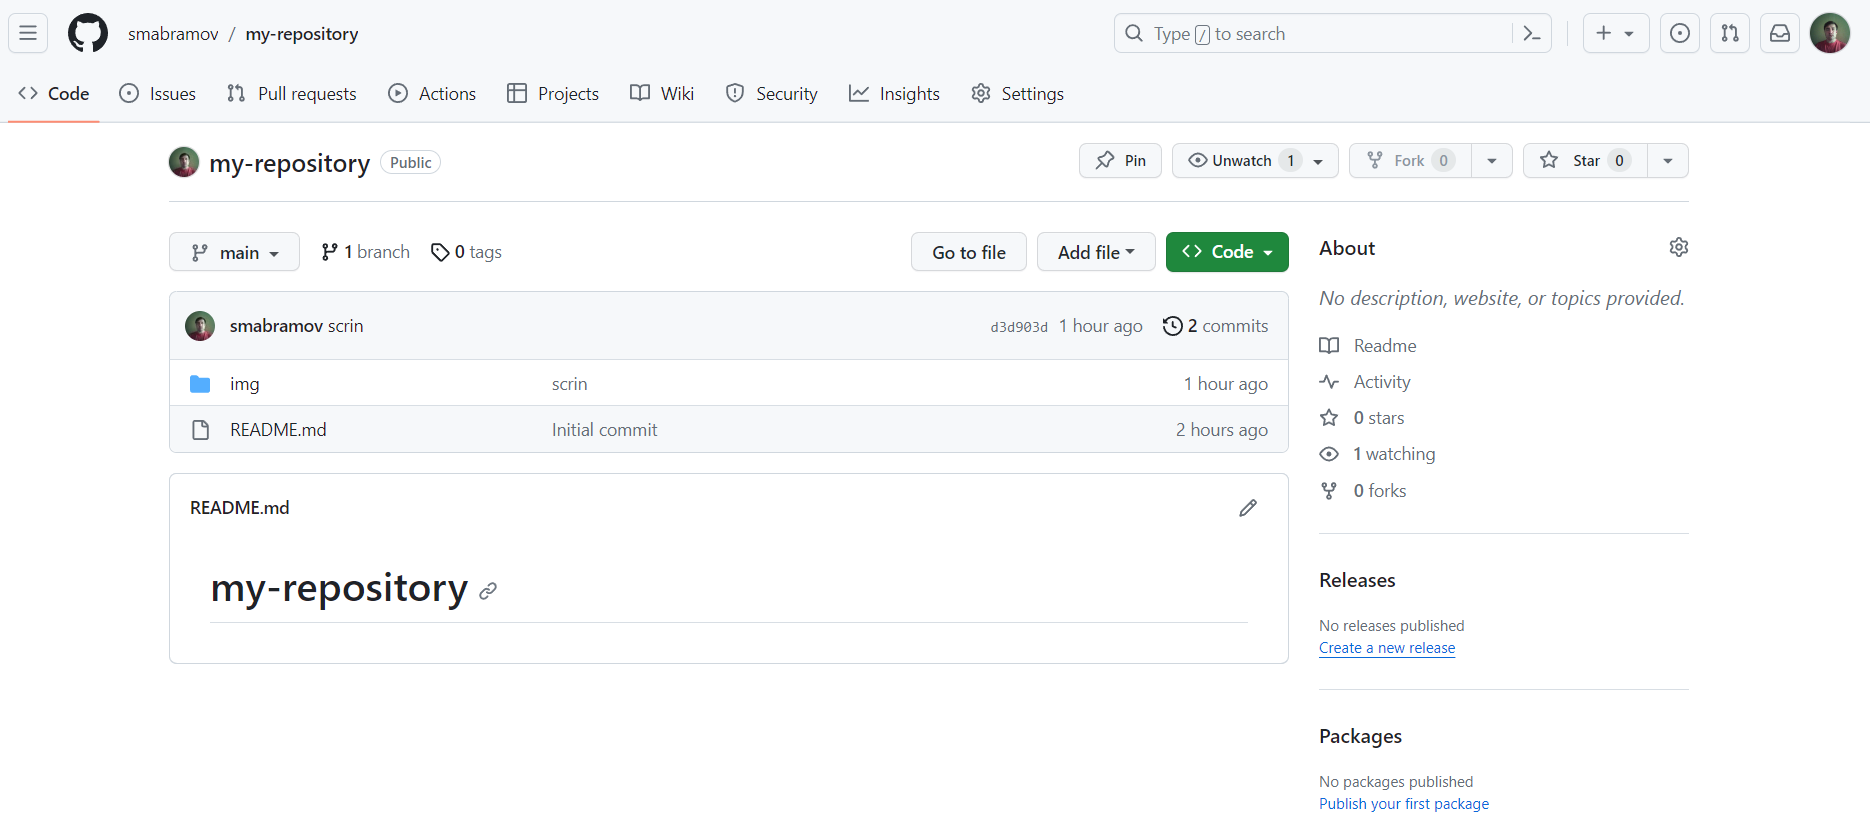 smabramov / my-repository
Type / to search
Code Issues Pull requests Actions Projects Wiki Security Insights Settings
my-repository Public
Pin Unwatch 1 Fork 0 Star 0
main 1 branch 0 tags Go to file Add file Code
smabramov scrin d3d903d 1 hour ago 2 commits
img scrin 1 hour ago
README.md Initial commit 2 hours ago
README.md
my-repository
About
No description, website, or topics provided.
Readme
Activity
0 stars
1 watching
0 forks
Releases
No releases published
Create a new release
Packages
No packages published
Publish your first package